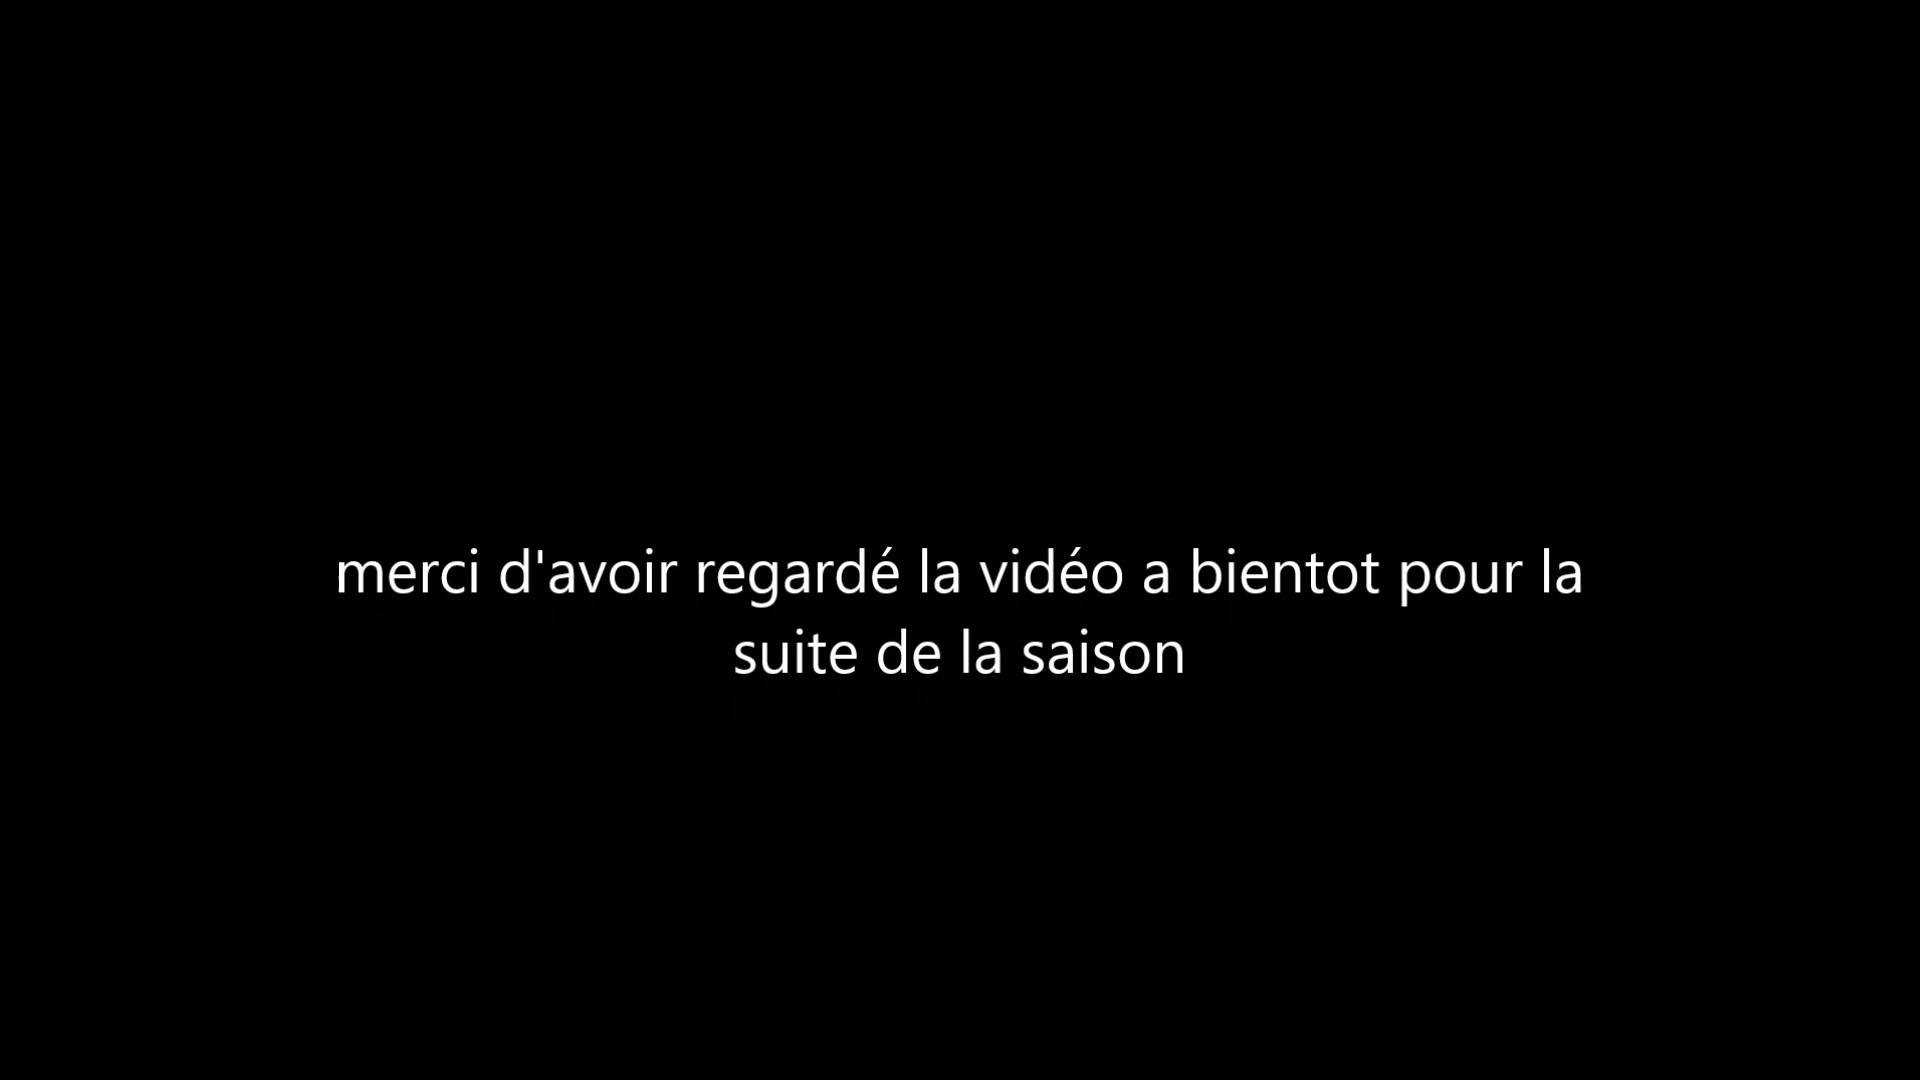 merci d'avoir regardé la vidéo a bientot pour la
suite de la saison